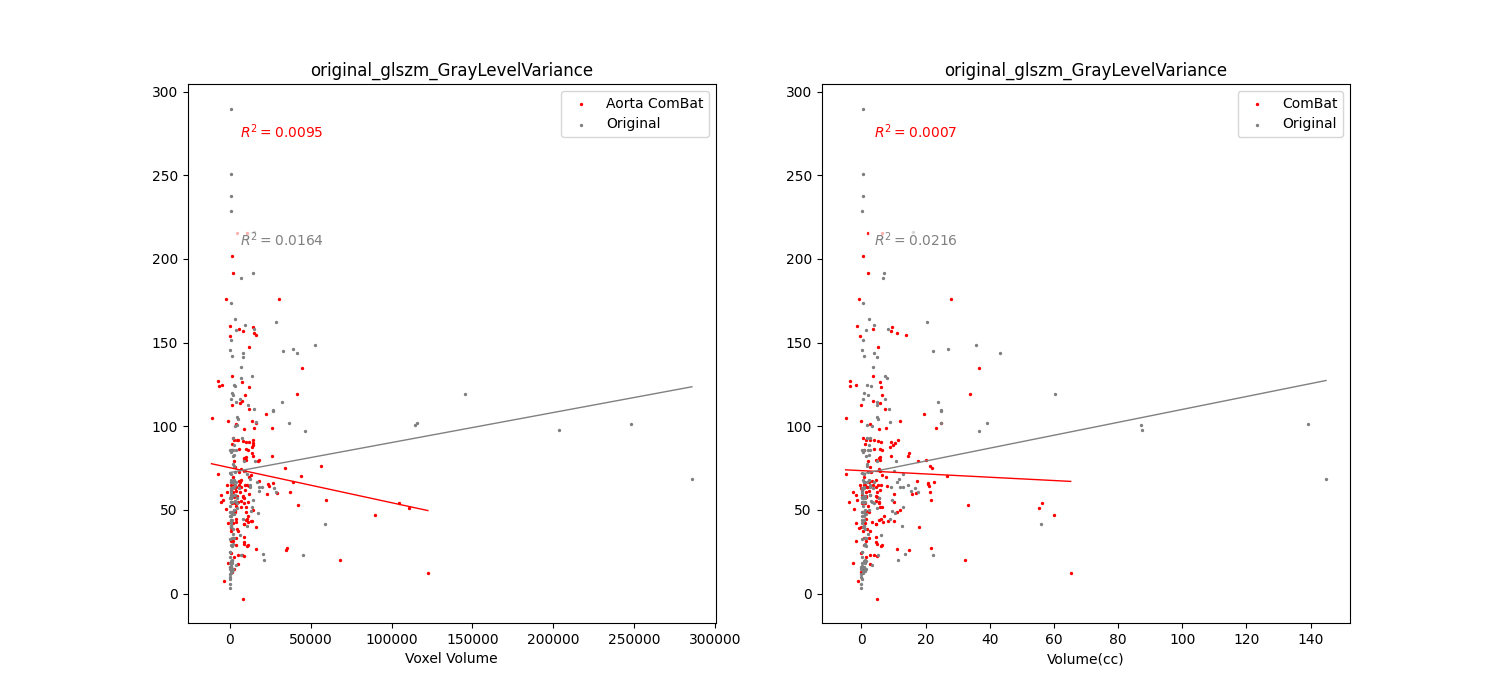 original_glszm_GrayLevelVariance
Aorta ComBat
Original
R² = 0.0095
R² = 0.0164
300
250
200
150
100
50
0
0 50000 100000 150000 200000 250000 300000
Voxel Volume
original_glszm_GrayLevelVariance
ComBat
Original
R² = 0.0007
R² = 0.0216
300
250
200
150
100
50
0
0 20 40 60 80 100 120 140
Volume(cc)